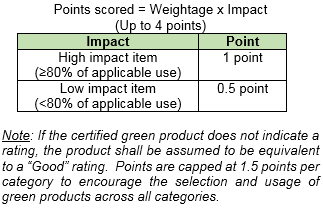 Points scored = Weightage x Impact
(Up to 4 points)
Impact Point
High impact item 1 point
(≥80% of applicable use)
Low impact item 0.5 point
(<80% of applicable use)
Note: If the certified green product does not indicate a
rating, the product shall be assumed to be equivalent
to a “Good” rating. Points are capped at 1.5 points per
category to encourage the selection and usage of
green products across all categories.